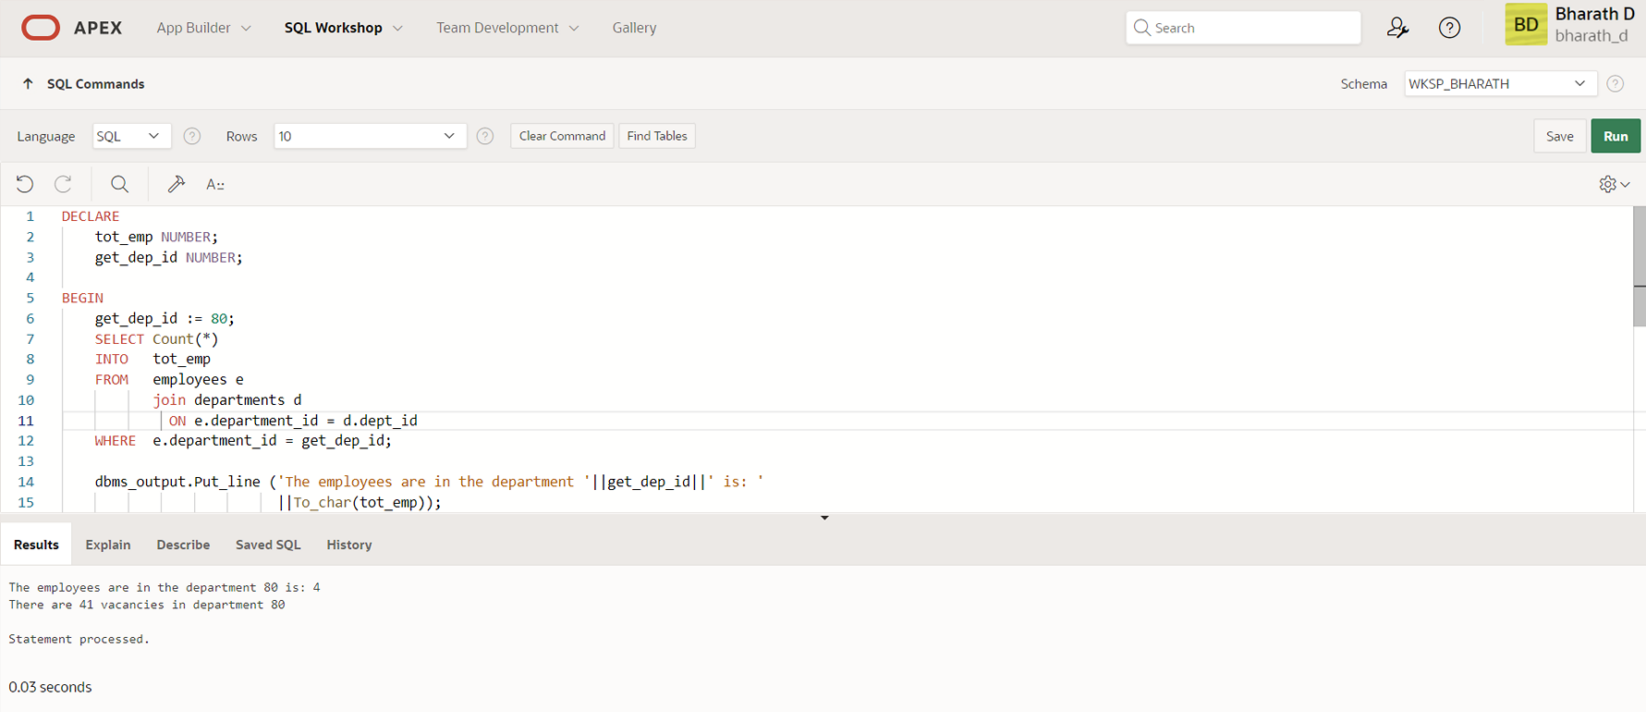 APEX App Builder SQL Workshop Team Development Gallery Search BD Bharath D
bharath_d
SQL Commands Schema WKSP_BHARATH
Language SQL Rows 10 Clear Command Find Tables Save Run
A
1 DECLARE
2 tot_emp NUMBER;
3 get_dep_id NUMBER;
4
5 BEGIN
6 get_dep_id := 80;
7 SELECT Count(*)
8 INTO tot_emp
9 FROM employees e
10 join departments d
11 ON e.department_id = d.dept_id
12 WHERE e.department_id = get_dep_id;
13
14 dbms_output.Put_line ('The employees are in the department '||get_dep_id||' is: '
15 ||To_char(tot_emp));
Results Explain Describe Saved SQL History
The employees are in the department 80 is: 4
There are 41 vacancies in department 80
Statement processed.
0.03 seconds